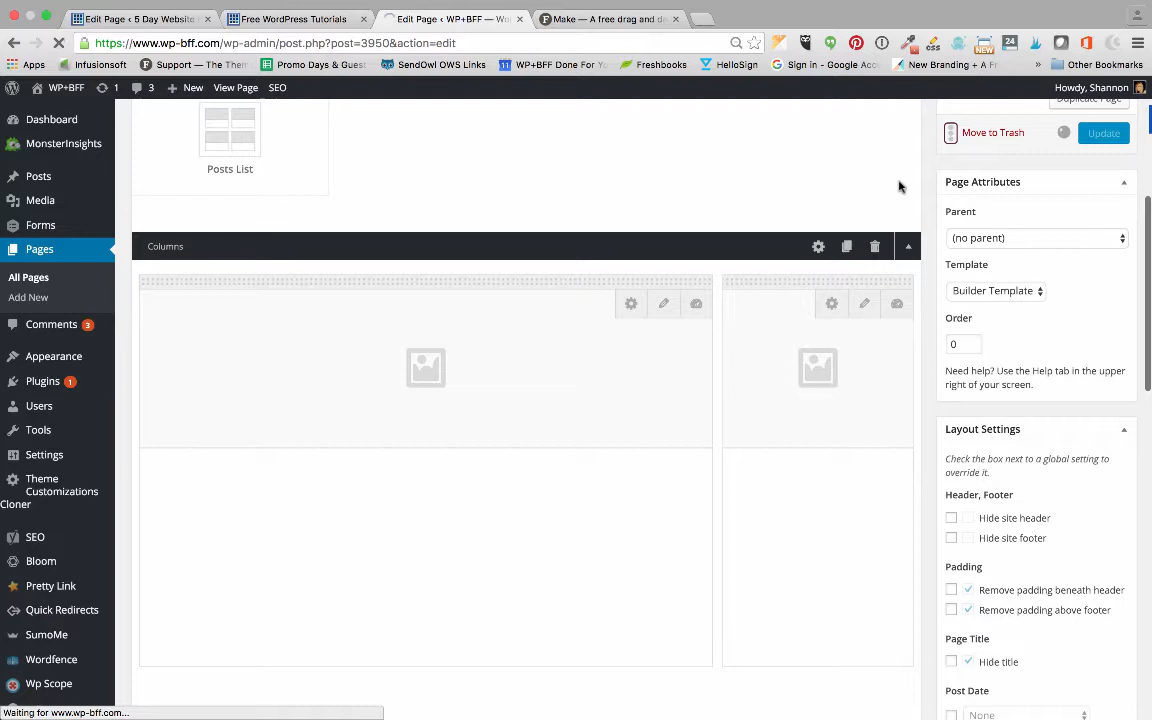 Edit Page ‹ 5 Day Website
Free WordPress Tutorials
Edit Page ‹ WP+BFF — Wo
Make — A free drag and d
https://www.wp-bff.com/wp-admin/post.php?post=3950&action=edit
Apps
Infusionsoft
Support — The Them
Promo Days & Guest
SendOwl OWS Links
WP+BFF Done For Yo
Freshbooks
HelloSign
Sign in - Google Acco
New Branding + A Fr
»
Other Bookmarks
WP+BFF
1
3
+ New
View Page
SEO
Howdy, Shannon
Dashboard
MonsterInsights
Posts
Media
Forms
Pages
All Pages
Add New
Comments 3
Appearance
Plugins 1
Users
Tools
Settings
Theme
Customizations
Cloner
SEO
Bloom
Pretty Link
Quick Redirects
SumoMe
Wordfence
Wp Scope
Posts List
Columns
Duplicate Page
Move to Trash
Update
Page Attributes
Parent
(no parent)
Template
Builder Template
Order
0
Need help? Use the Help tab in the upper
right of your screen.
Layout Settings
Check the box next to a global setting to
override it.
Header, Footer
Hide site header
Hide site footer
Padding
Remove padding beneath header
Remove padding above footer
Page Title
Hide title
Post Date
None
Waiting for www.wp-bff.com...